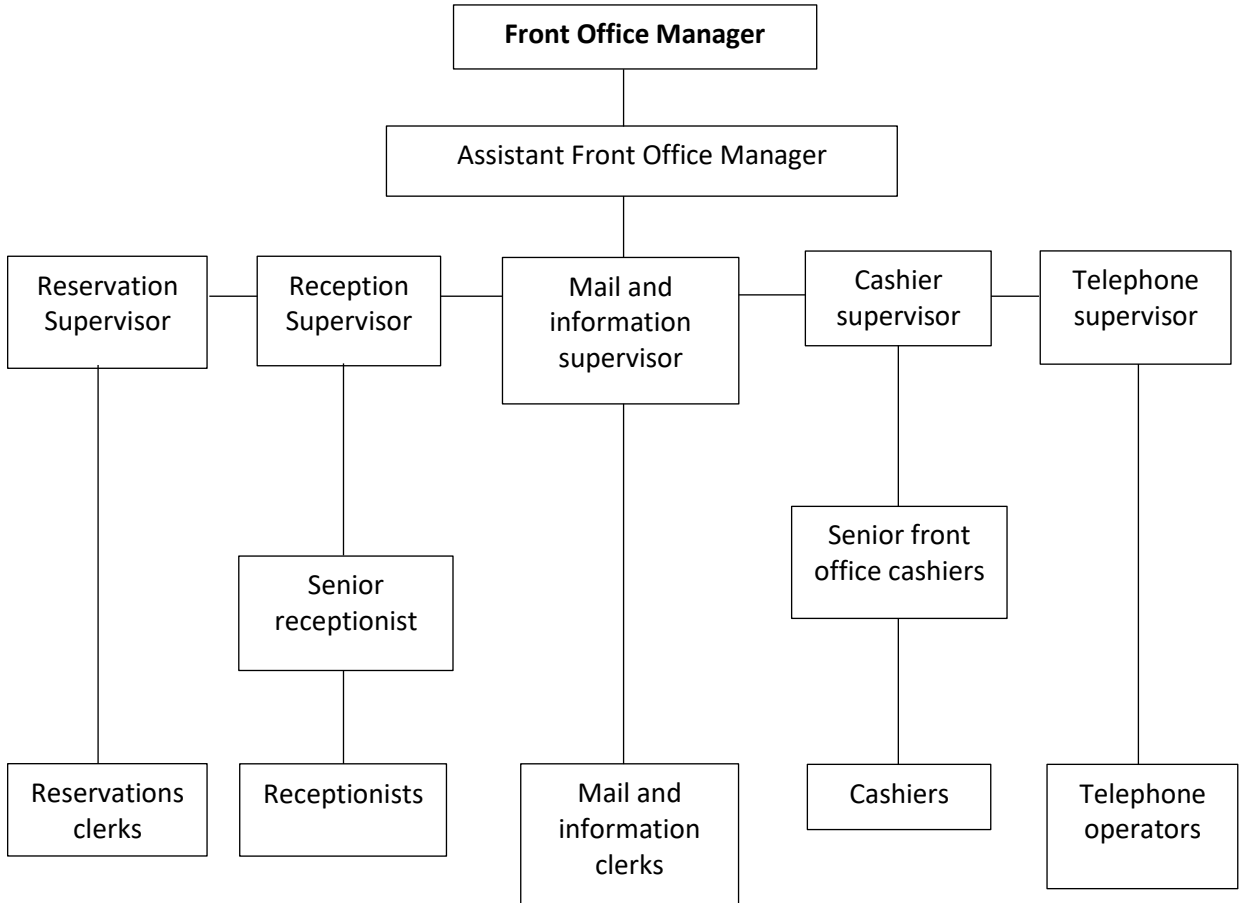 Front Office Manager
Assistant Front Office Manager
Reservation
Supervisor
Reception
Supervisor
Mail and
information
supervisor
Cashier
supervisor
Telephone
supervisor
Senior front
office cashiers
Senior
receptionist
Reservations
clerks
Receptionists
Mail and
information
clerks
Cashiers
Telephone
operators